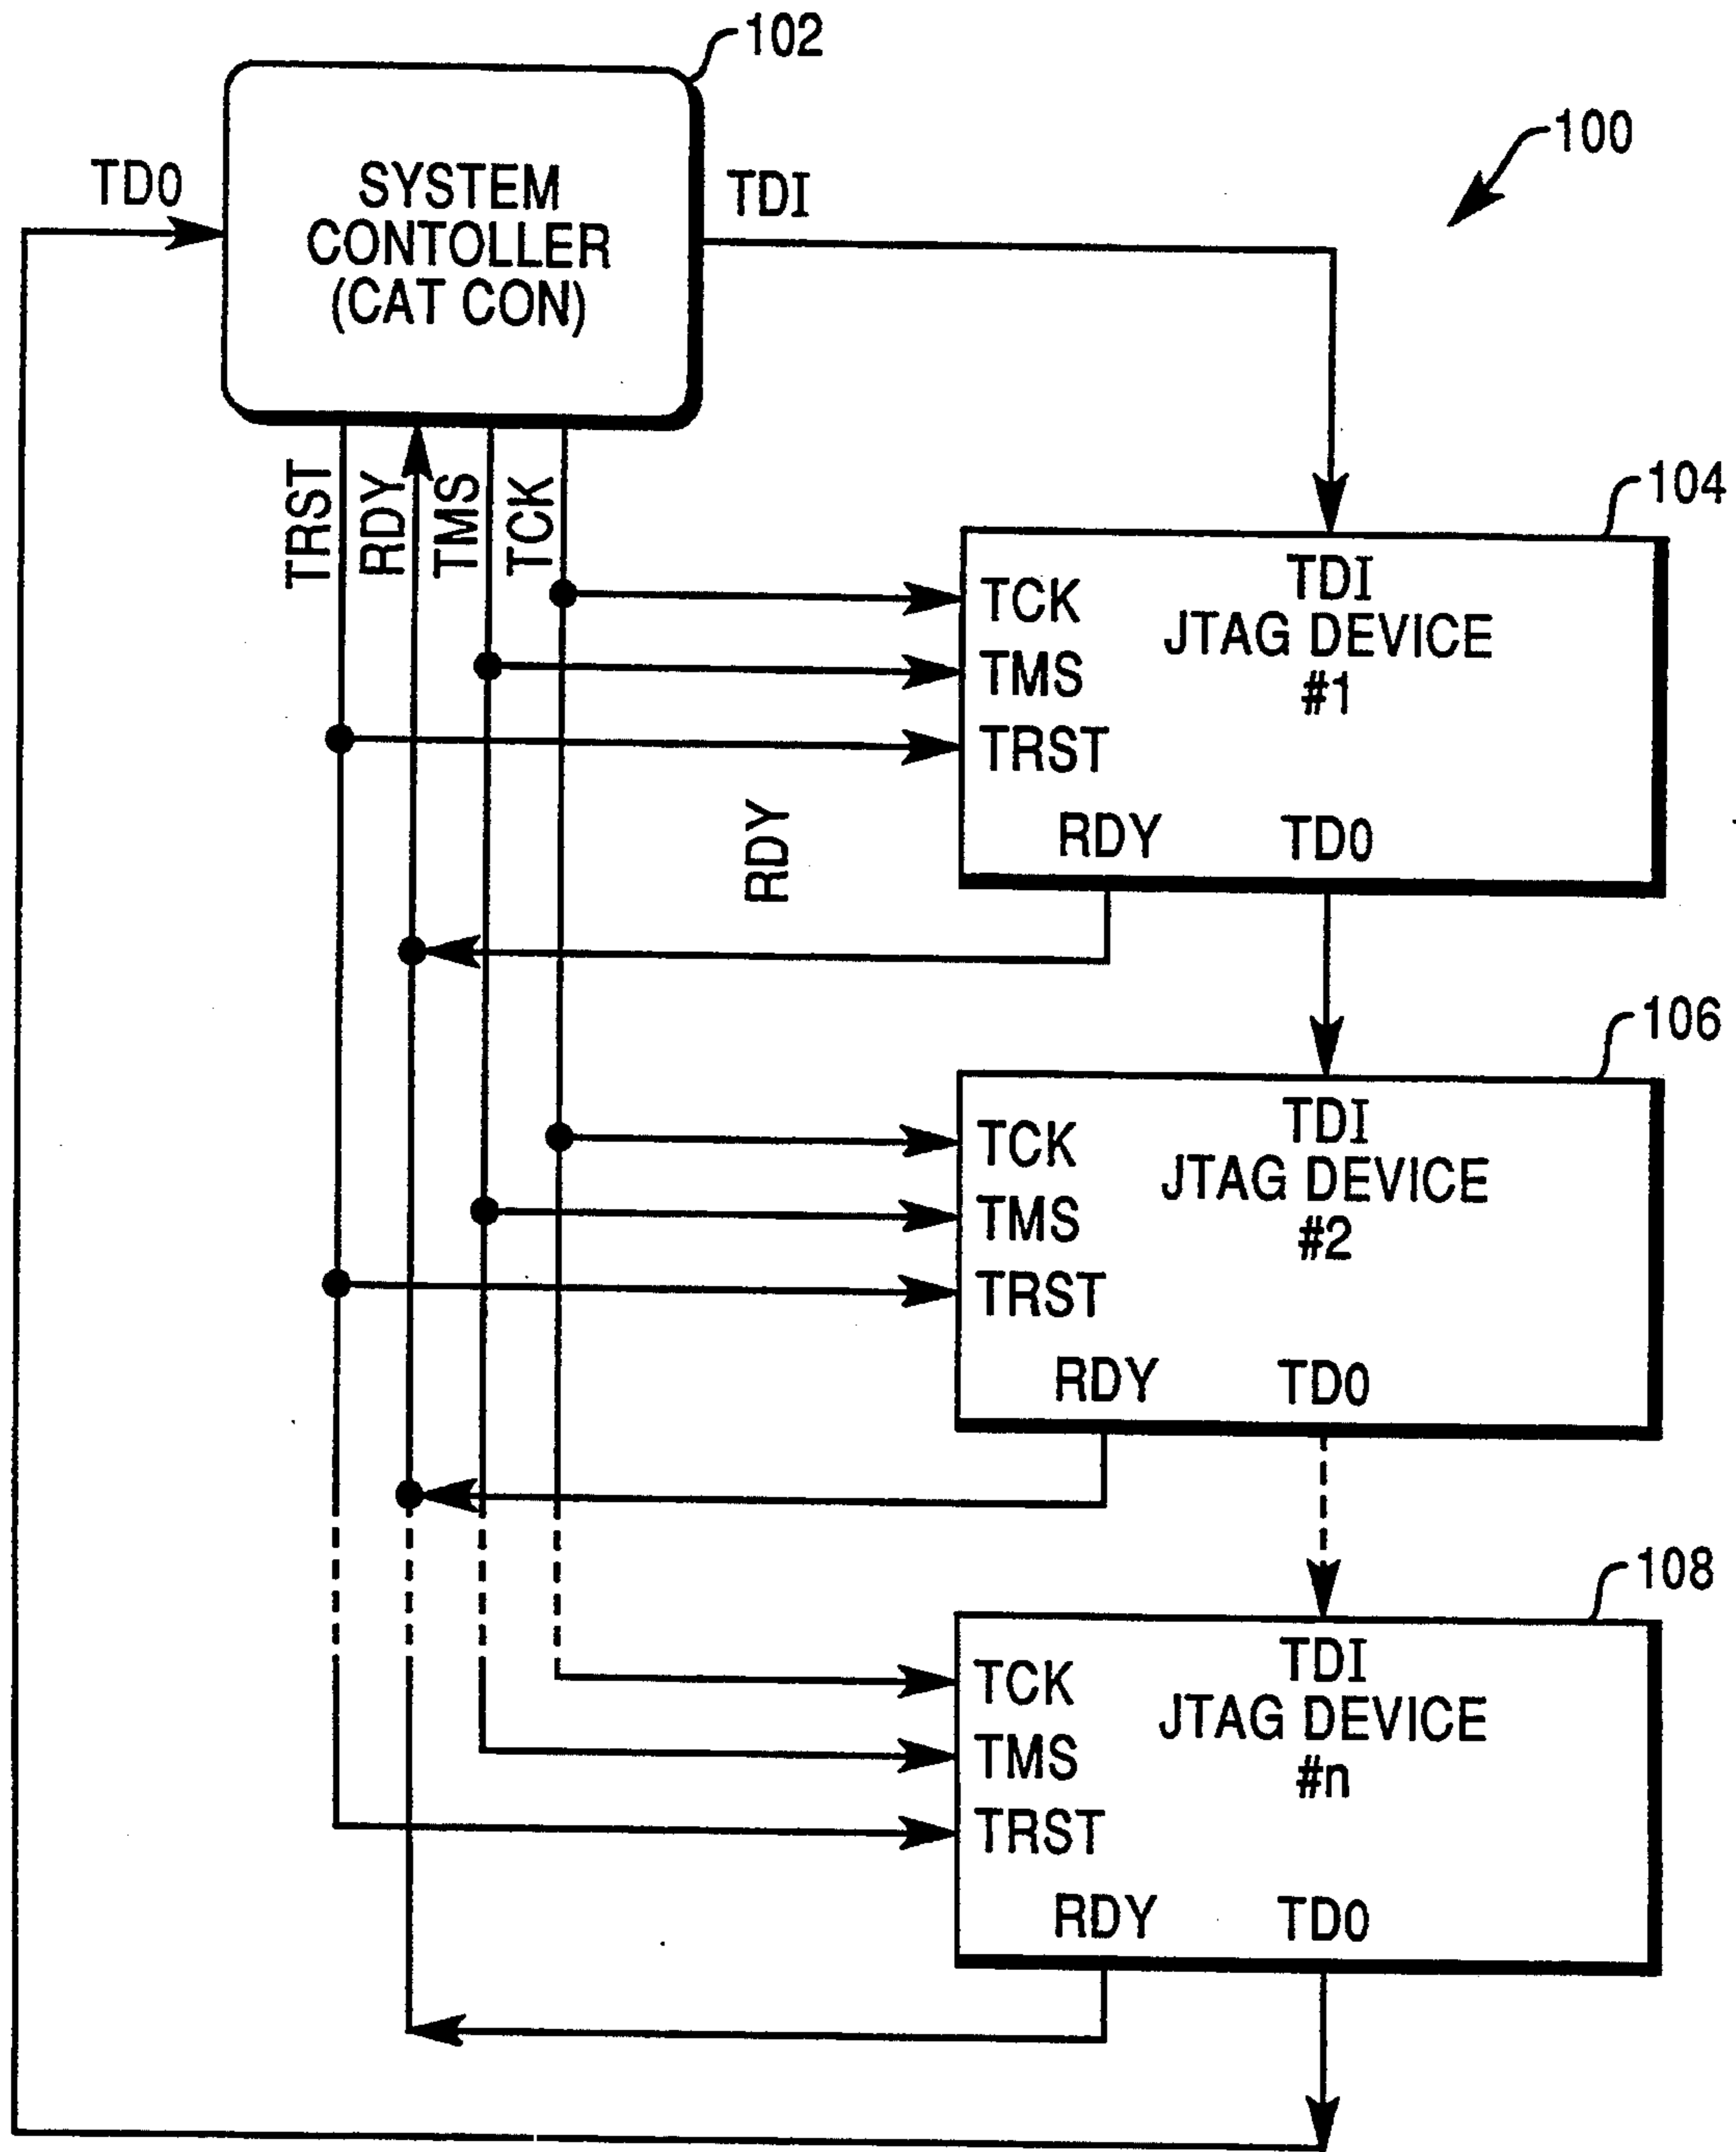 102
100
TD0
SYSTEM
CONTOLLER
(CAT CON)
TDI
TRST
RDY
TMS
TCK
104
TDI
JTAG DEVICE
#1
TCK
TMS
TRST
RDY
TD0
RDY
106
TDI
JTAG DEVICE
#2
TCK
TMS
TRST
RDY
TD0
108
TDI
JTAG DEVICE
#n
TCK
TMS
TRST
RDY
TD0